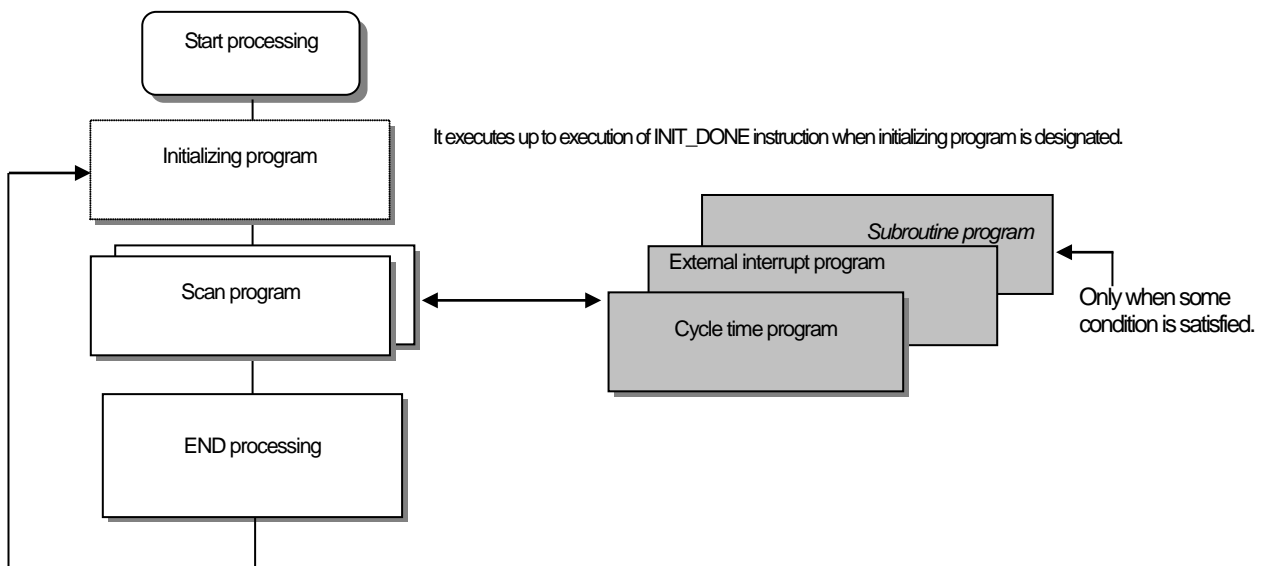 Start processing
Initializing program
It executes up to execution of INIT_DONE instruction when initializing program is designated.
Scan program
Subroutine program
External interrupt program
Cycle time program
Only when some
condition is satisfied.
END processing